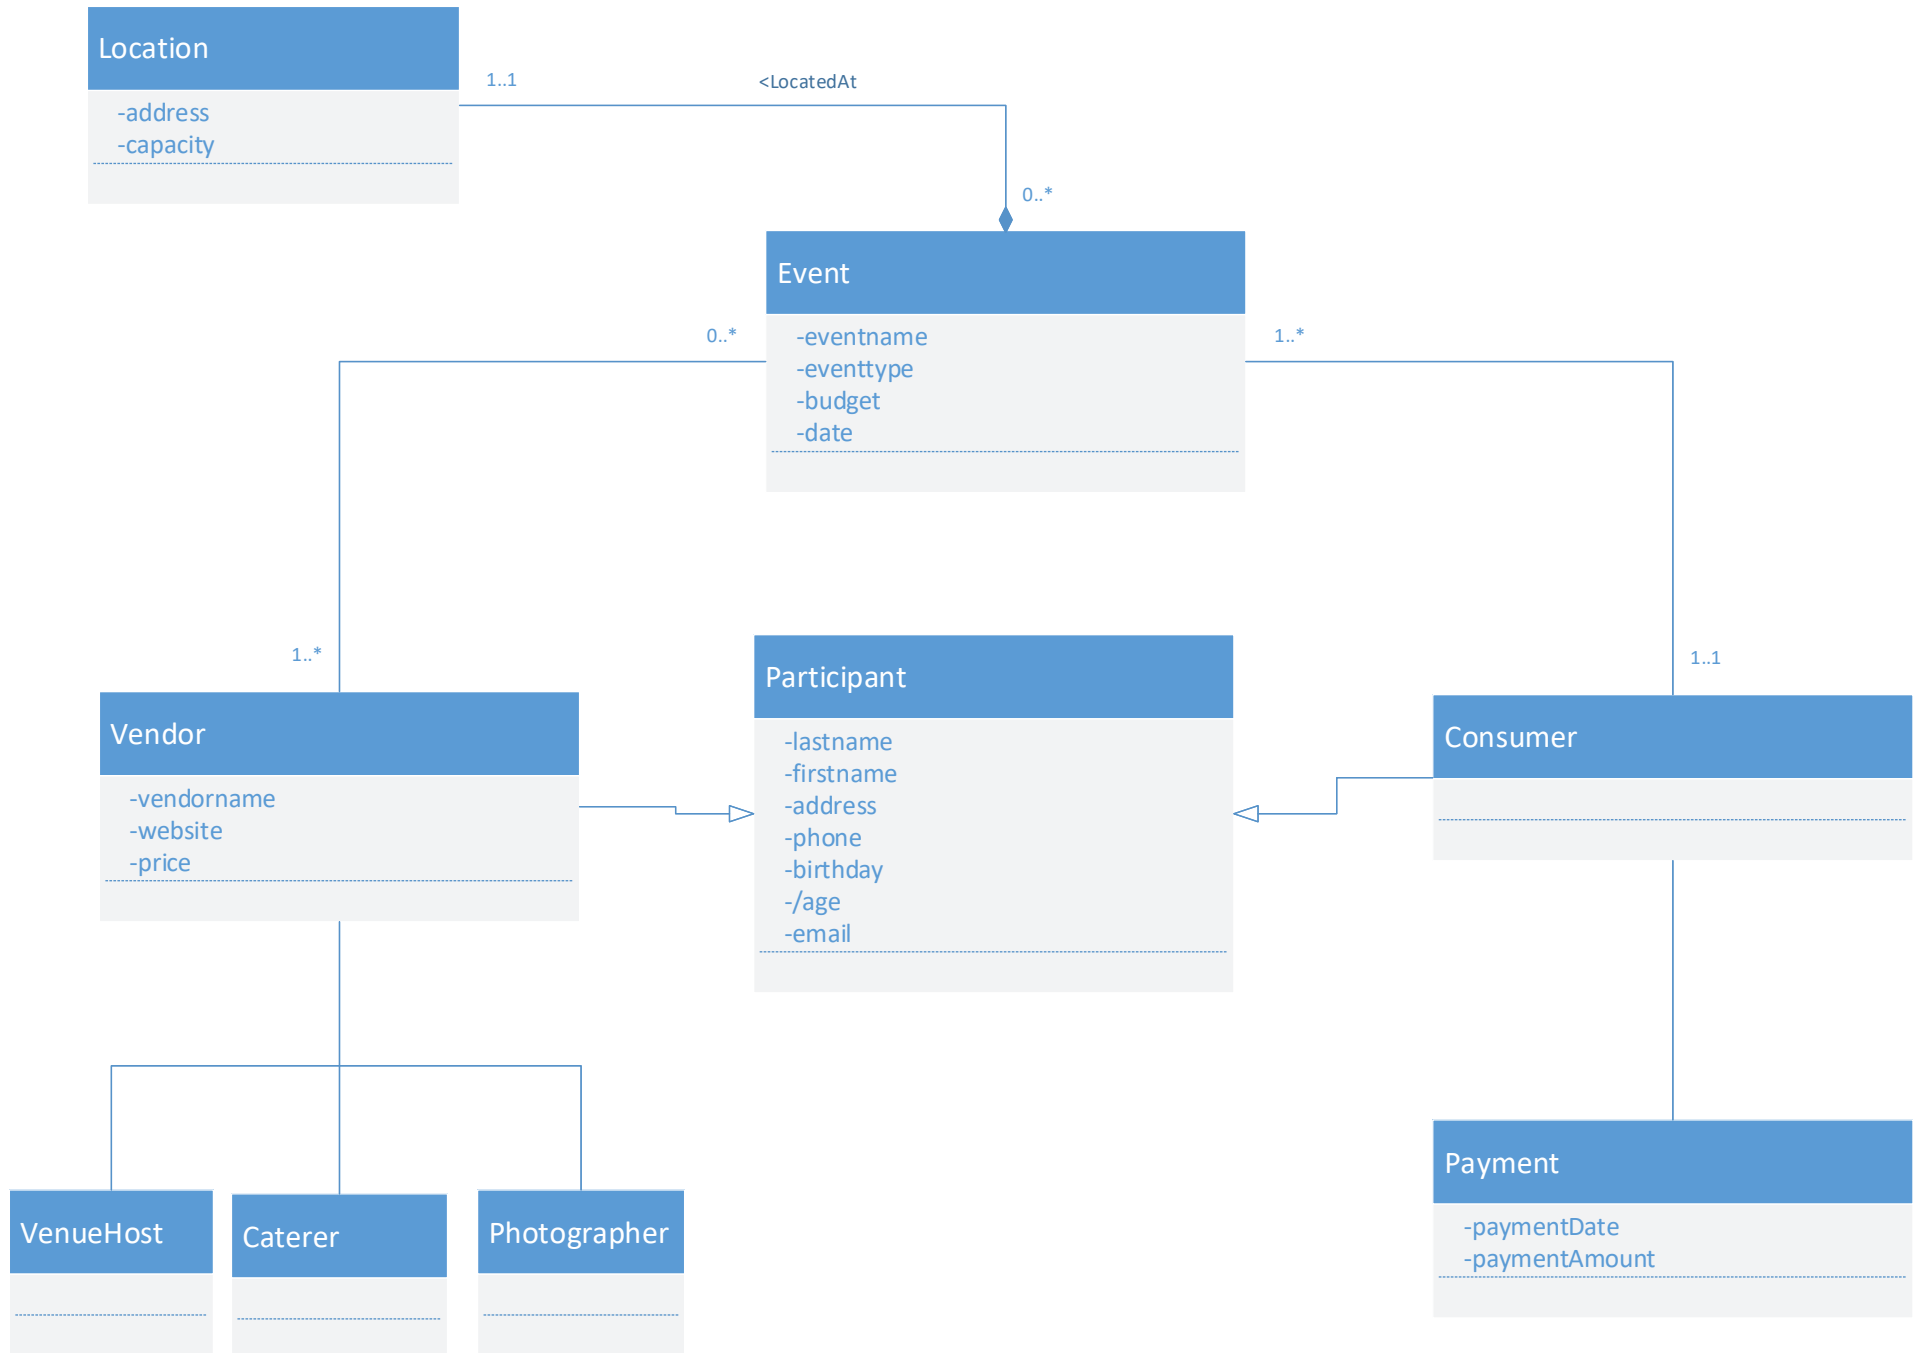 Location
-address
-capacity
1..1
<LocatedAt
0..*
Event
-eventname
-eventtype
-budget
-date
0..*
1..*
1..*
1..1
Vendor
-vendorname
-website
-price
Participant
-lastname
-firstname
-address
-phone
-birthday
-/age
-email
Consumer
VenueHost
Caterer
Photographer
Payment
-paymentDate
-paymentAmount